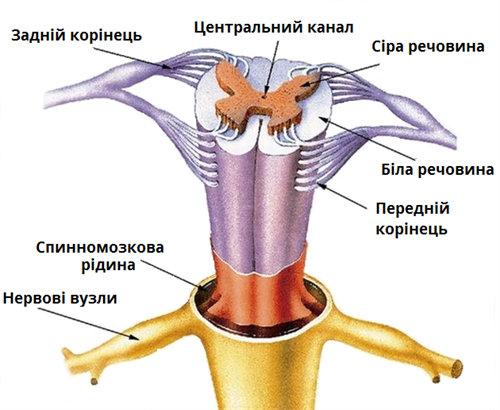 Центральний канал
Задній корінець
Сіра речовина
Біла речовина
Передній
корінець
Спинномозкова
рідина
Нервові вузли